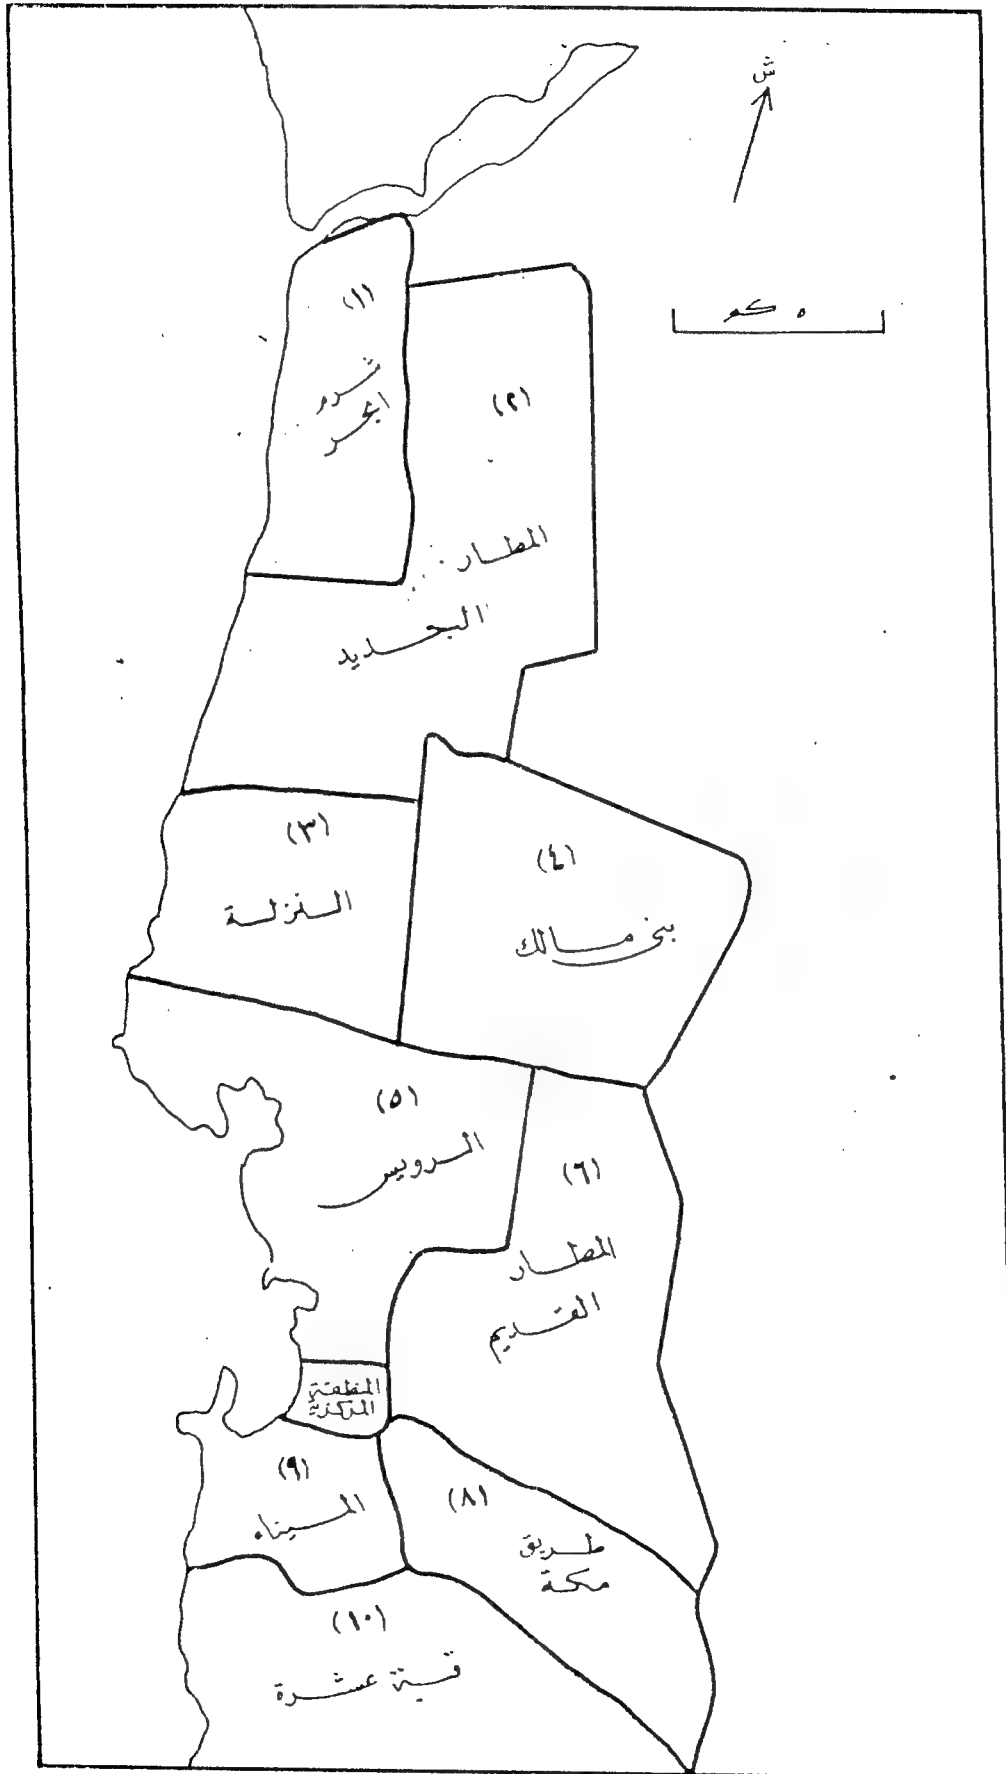 ش
٥ كم
(١)
شرم
ابحر
(٢)
المطار
الجديد
(٣)
النزلة
(٤)
بنى مالك
(٥)
الرويس
(٦)
المطار
القديم
المنطقة
المركزية
(٨)
طريق
مكة
(٩)
الميناء
(١٠)
قبة عشرة